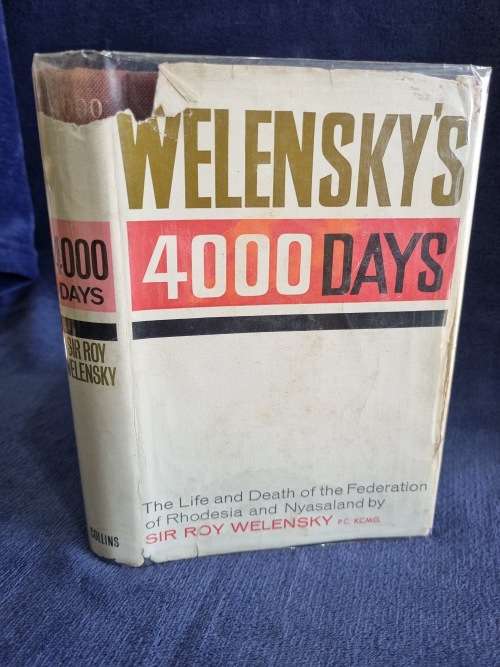 WELENSKY'S
4000 DAYS
The Life and Death of the Federation
of Rhodesia and Nyasaland by
SIR ROY WELENSKY P.C. K.C.M.G.
4000
DAYS
SIR ROY
WELENSKY
COLLINS